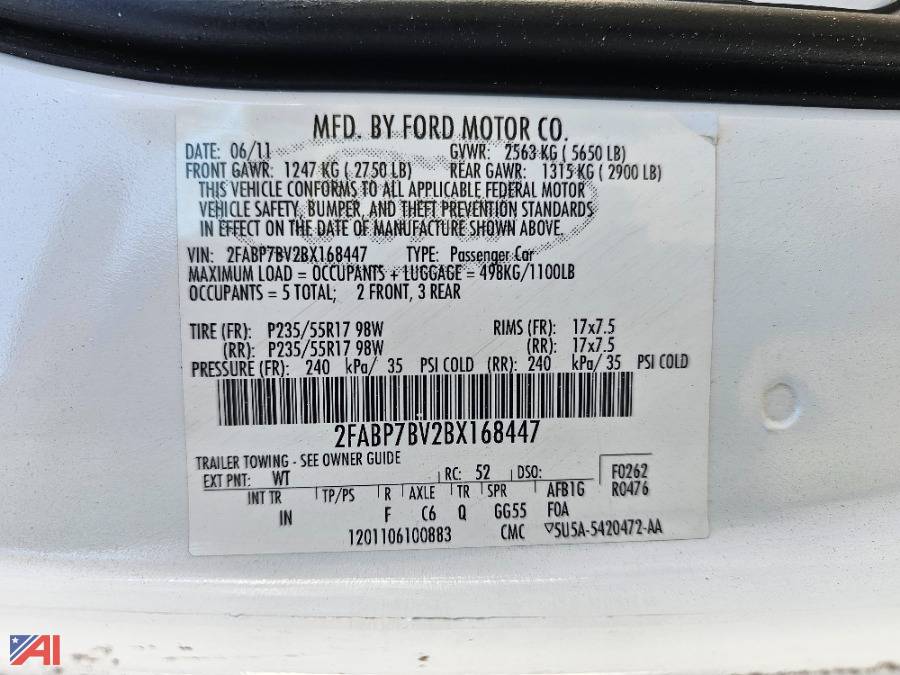 MFD. BY FORD MOTOR CO.
DATE: 06/11 GVWR: 2563 KG ( 5650 LB)
FRONT GAWR: 1247 KG ( 2750 LB) REAR GAWR: 1315 KG ( 2900 LB)
THIS VEHICLE CONFORMS TO ALL APPLICABLE FEDERAL MOTOR
VEHICLE SAFETY, BUMPER, AND THEFT PREVENTION STANDARDS
IN EFFECT ON THE DATE OF MANUFACTURE SHOWN ABOVE.
VIN: 2FABP7BV2BX168447 TYPE: Passenger Car
MAXIMUM LOAD = OCCUPANTS + LUGGAGE = 498KG/1100LB
OCCUPANTS = 5 TOTAL; 2 FRONT, 3 REAR
TIRE (FR): P235/55R17 98W RIMS (FR): 17x7.5
(RR): P235/55R17 98W (RR): 17x7.5
PRESSURE (FR): 240 kPa/ 35 PSI COLD (RR): 240 kPa/ 35 PSI COLD
2FABP7BV2BX168447
TRAILER TOWING - SEE OWNER GUIDE
EXT PNT: WT RC: 52 DSO: F0262
INT TR TP/PS R AXLE TR SPR AFB1G R0476
IN F C6 Q GG55 FOA
1201106100883 CMC ▽5U5A-5420472-AA
AI